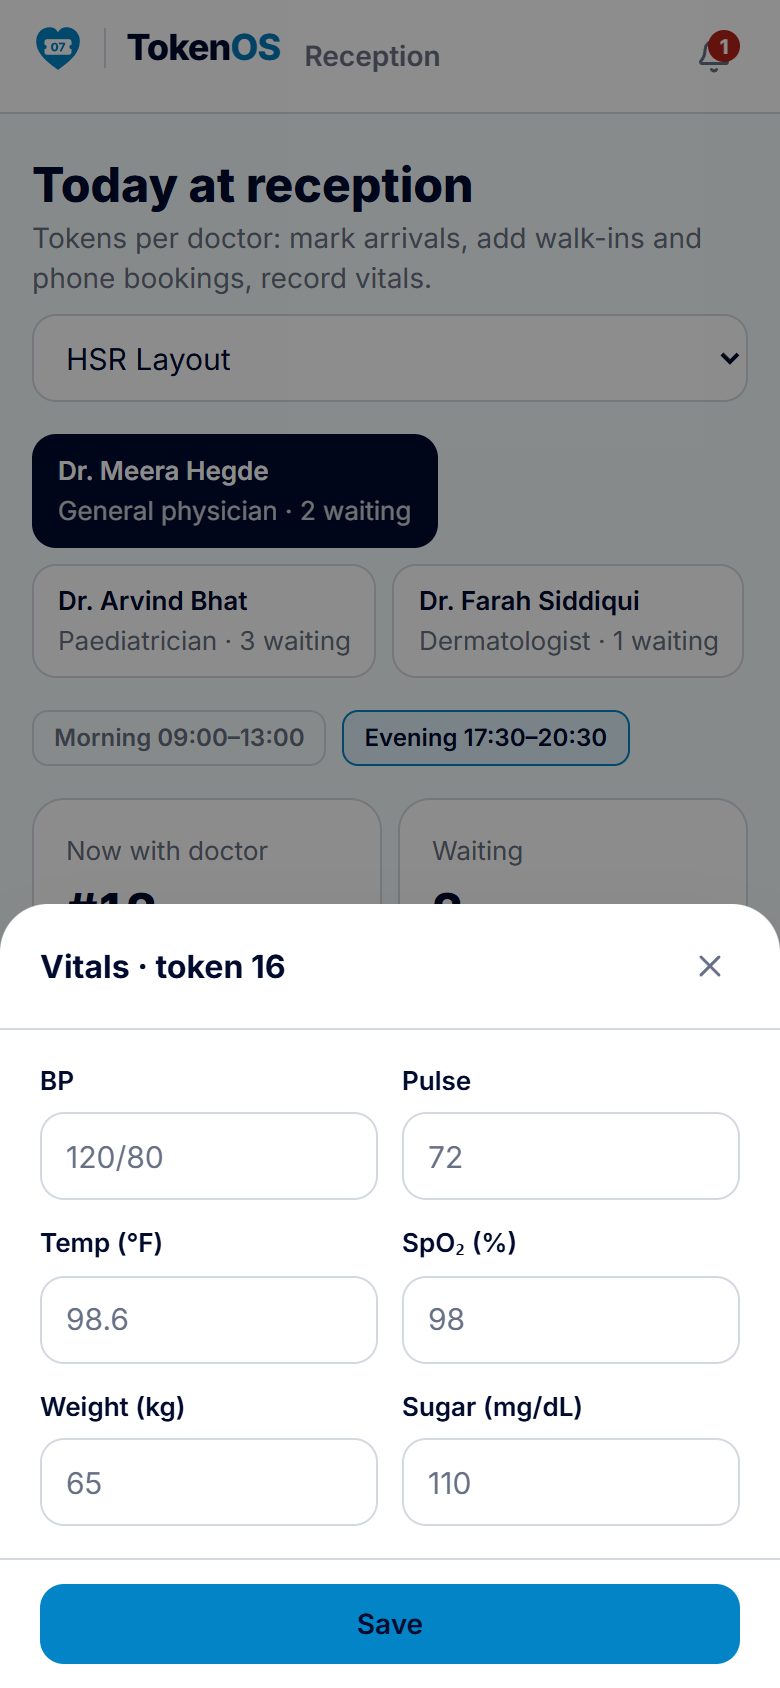 07
TokenOS
Reception
1
Today at reception
Tokens per doctor: mark arrivals, add walk-ins and
phone bookings, record vitals.
HSR Layout
Dr. Meera Hegde
General physician · 2 waiting
Dr. Arvind Bhat
Paediatrician · 3 waiting
Dr. Farah Siddiqui
Dermatologist · 1 waiting
Morning 09:00–13:00
Evening 17:30–20:30
Now with doctor
Waiting
Vitals · token 16
BP
Pulse
120/80
72
Temp (°F)
SpO₂ (%)
98.6
98
Weight (kg)
Sugar (mg/dL)
65
110
Save